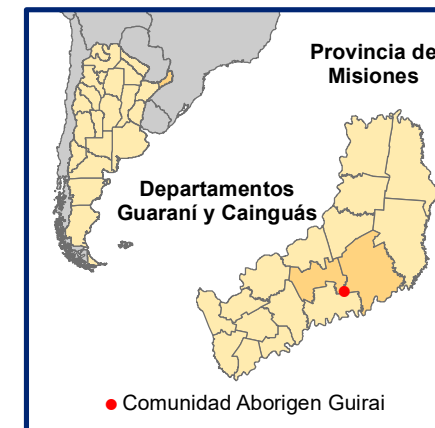 Provincia de
Misiones
Departamentos
Guaraní y Cainguás
Comunidad Aborigen Guirai